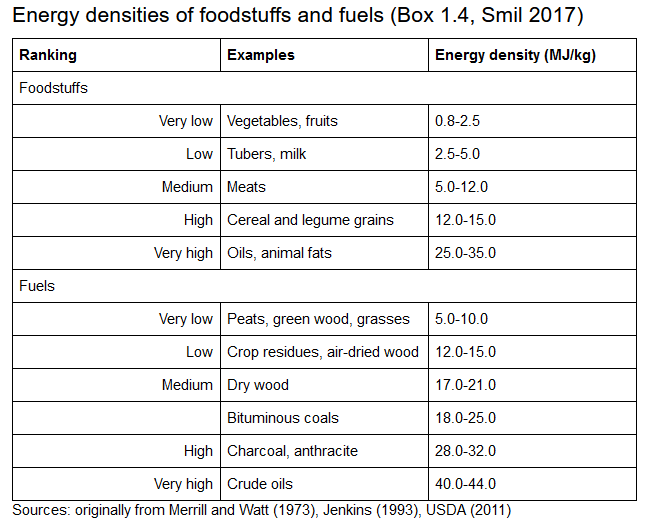 Energy densities of foodstuffs and fuels (Box 1.4, Smil 2017)
Ranking Examples Energy density (MJ/kg)
Foodstuffs
Very low Vegetables, fruits 0.8-2.5
Low Tubers, milk 2.5-5.0
Medium Meats 5.0-12.0
High Cereal and legume grains 12.0-15.0
Very high Oils, animal fats 25.0-35.0
Fuels
Very low Peats, green wood, grasses 5.0-10.0
Low Crop residues, air-dried wood 12.0-15.0
Medium Dry wood 17.0-21.0
Bituminous coals 18.0-25.0
High Charcoal, anthracite 28.0-32.0
Very high Crude oils 40.0-44.0
Sources: originally from Merrill and Watt (1973), Jenkins (1993), USDA (2011)